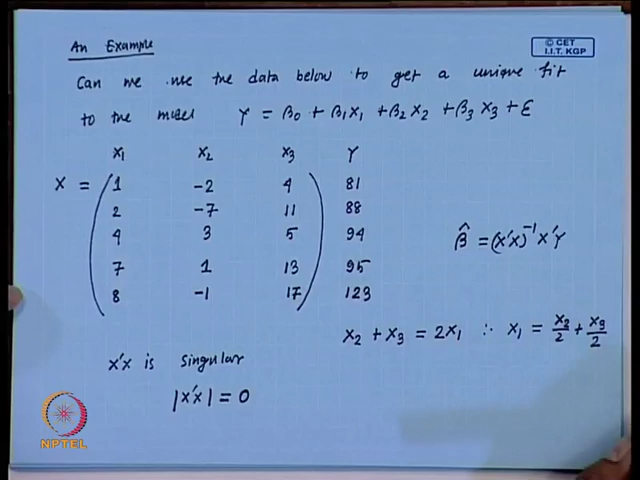 An Example
© CET
I.I.T. KGP
Can we use the data below to get a unique fit
to the model Y = β₀ + β₁X₁ + β₂X₂ + β₃X₃ + ε
X₁ X₂ X₃ Y
X = 1 -2 4 81
2 -7 11 88
4 3 5 94
7 1 13 95
8 -1 17 123
β̂ = (X'X)⁻¹X'Y
X₂ + X₃ = 2X₁ ∴ X₁ = X₂/2 + X₃/2
X'X is singular
|X'X| = 0
NPTEL